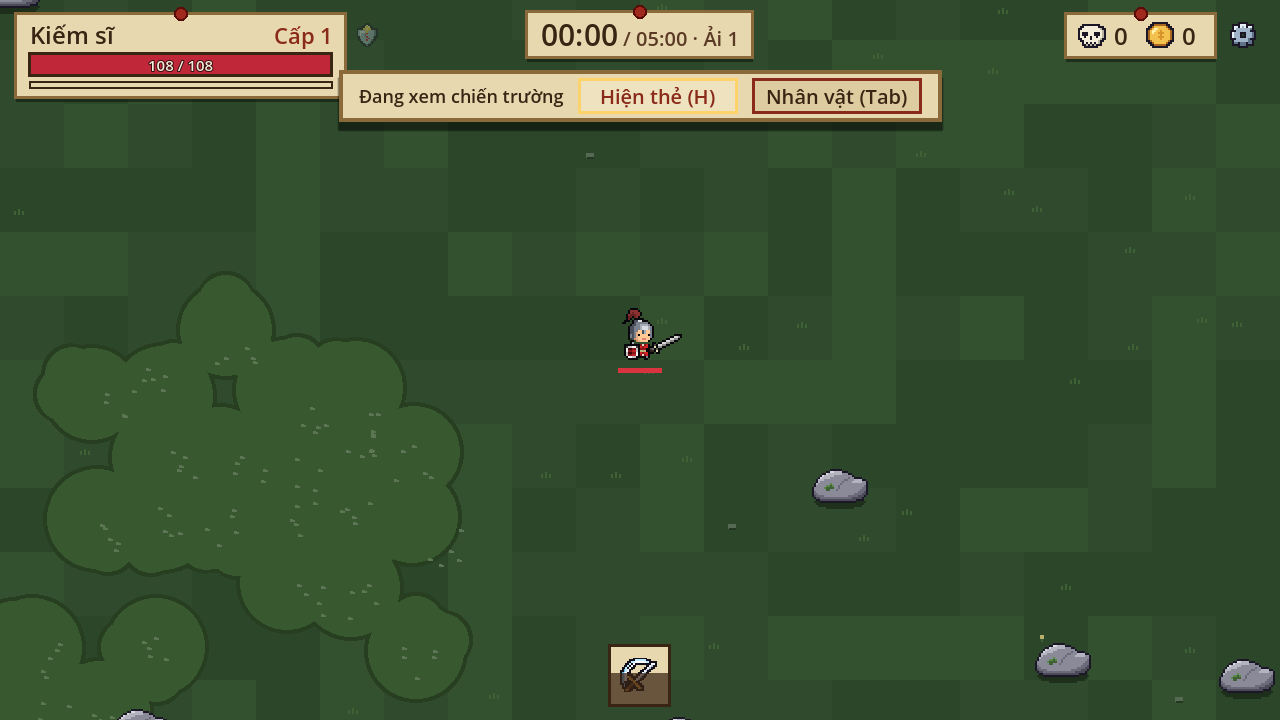 Kiếm sĩ Cấp 1
108 / 108
00:00 / 05:00 · Ải 1
0 0
Đang xem chiến trường Hiện thẻ (H) Nhân vật (Tab)